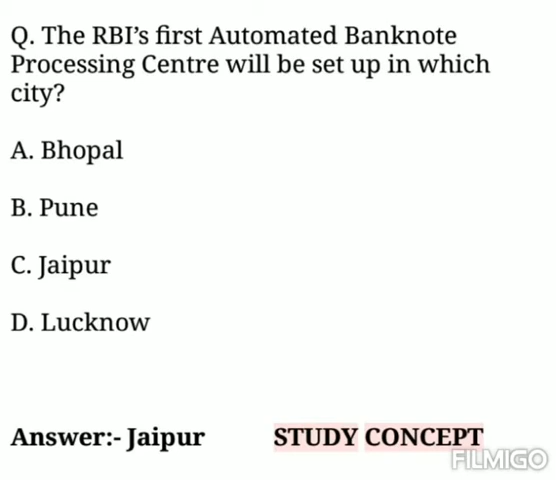 Q. The RBI’s first Automated Banknote
Processing Centre will be set up in which
city?
A. Bhopal
B. Pune
C. Jaipur
D. Lucknow
Answer:- Jaipur STUDY CONCEPT
FILMIGO